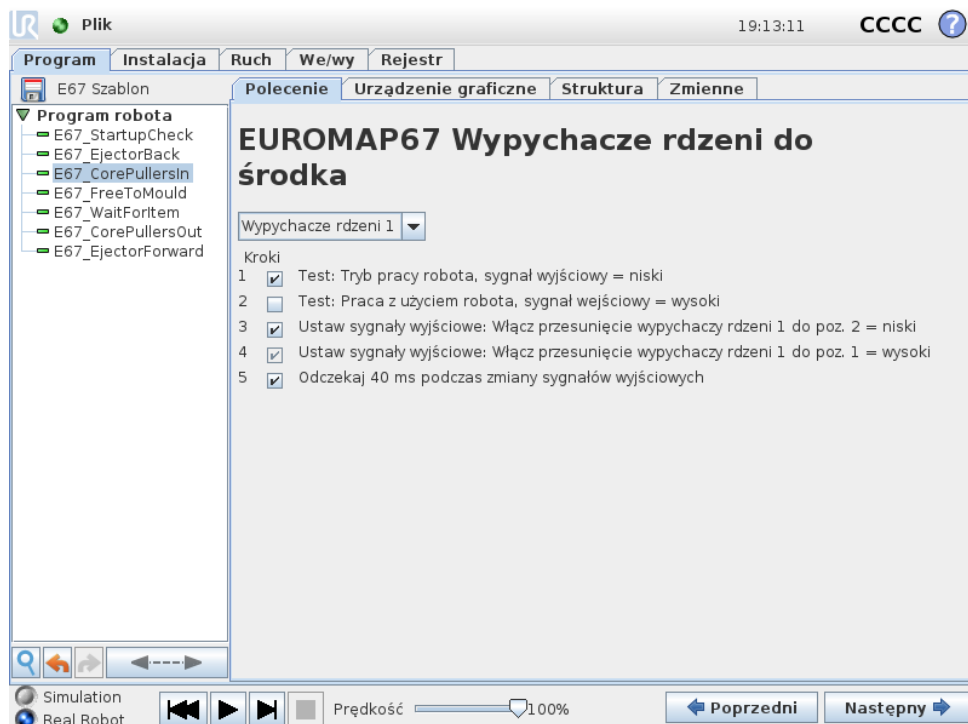 UR Plik 19:13:11 CCCC ?
Program Instalacja Ruch We/wy Rejestr
E67 Szablon
Polecenie Urządzenie graficzne Struktura Zmienne
Program robota
E67_StartupCheck
E67_EjectorBack
E67_CorePullersIn
E67_FreeToMould
E67_WaitForItem
E67_CorePullersOut
E67_EjectorForward
EUROMAP67 Wypychacze rdzeni do
środka
Wypychacze rdzeni 1
Kroki
1 Test: Tryb pracy robota, sygnał wyjściowy = niski
2 Test: Praca z użyciem robota, sygnał wejściowy = wysoki
3 Ustaw sygnały wyjściowe: Włącz przesunięcie wypychaczy rdzeni 1 do poz. 2 = niski
4 Ustaw sygnały wyjściowe: Włącz przesunięcie wypychaczy rdzeni 1 do poz. 1 = wysoki
5 Odczekaj 40 ms podczas zmiany sygnałów wyjściowych
Simulation
Real Robot
Prędkość 100%
Poprzedni Następny